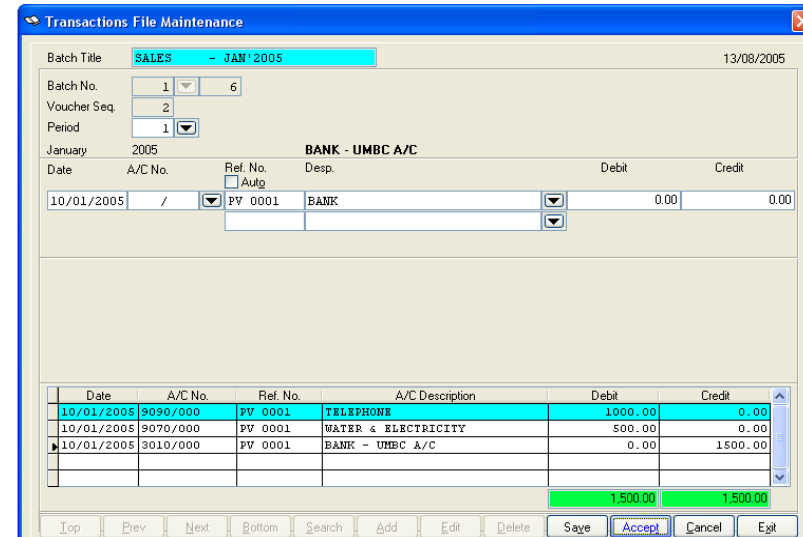 Transactions File Maintenance
Batch Title SALES - JAN'2005 13/08/2005
Batch No. 1 6
Voucher Seq. 2
Period 1
January 2005 BANK - UMBC A/C
Date A/C No. Ref. No. Desp. Debit Credit
Auto
10/01/2005 / PV 0001 BANK 0.00 0.00
Date A/C No. Ref. No. A/C Description Debit Credit
10/01/2005 9090/000 PV 0001 TELEPHONE 1000.00 0.00
10/01/2005 9070/000 PV 0001 WATER & ELECTRICITY 500.00 0.00
10/01/2005 3010/000 PV 0001 BANK - UMBC A/C 0.00 1500.00
1,500.00 1,500.00
Top Prev Next Bottom Search Add Edit Delete Save Accept Cancel Exit